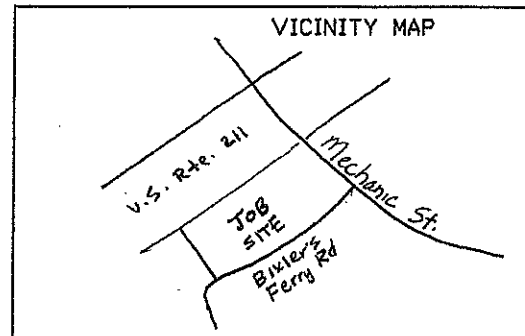 VICINITY MAP
U.S. Rte. 211
Mechanic St.
JOB
SITE
Bixler's
Ferry Rd